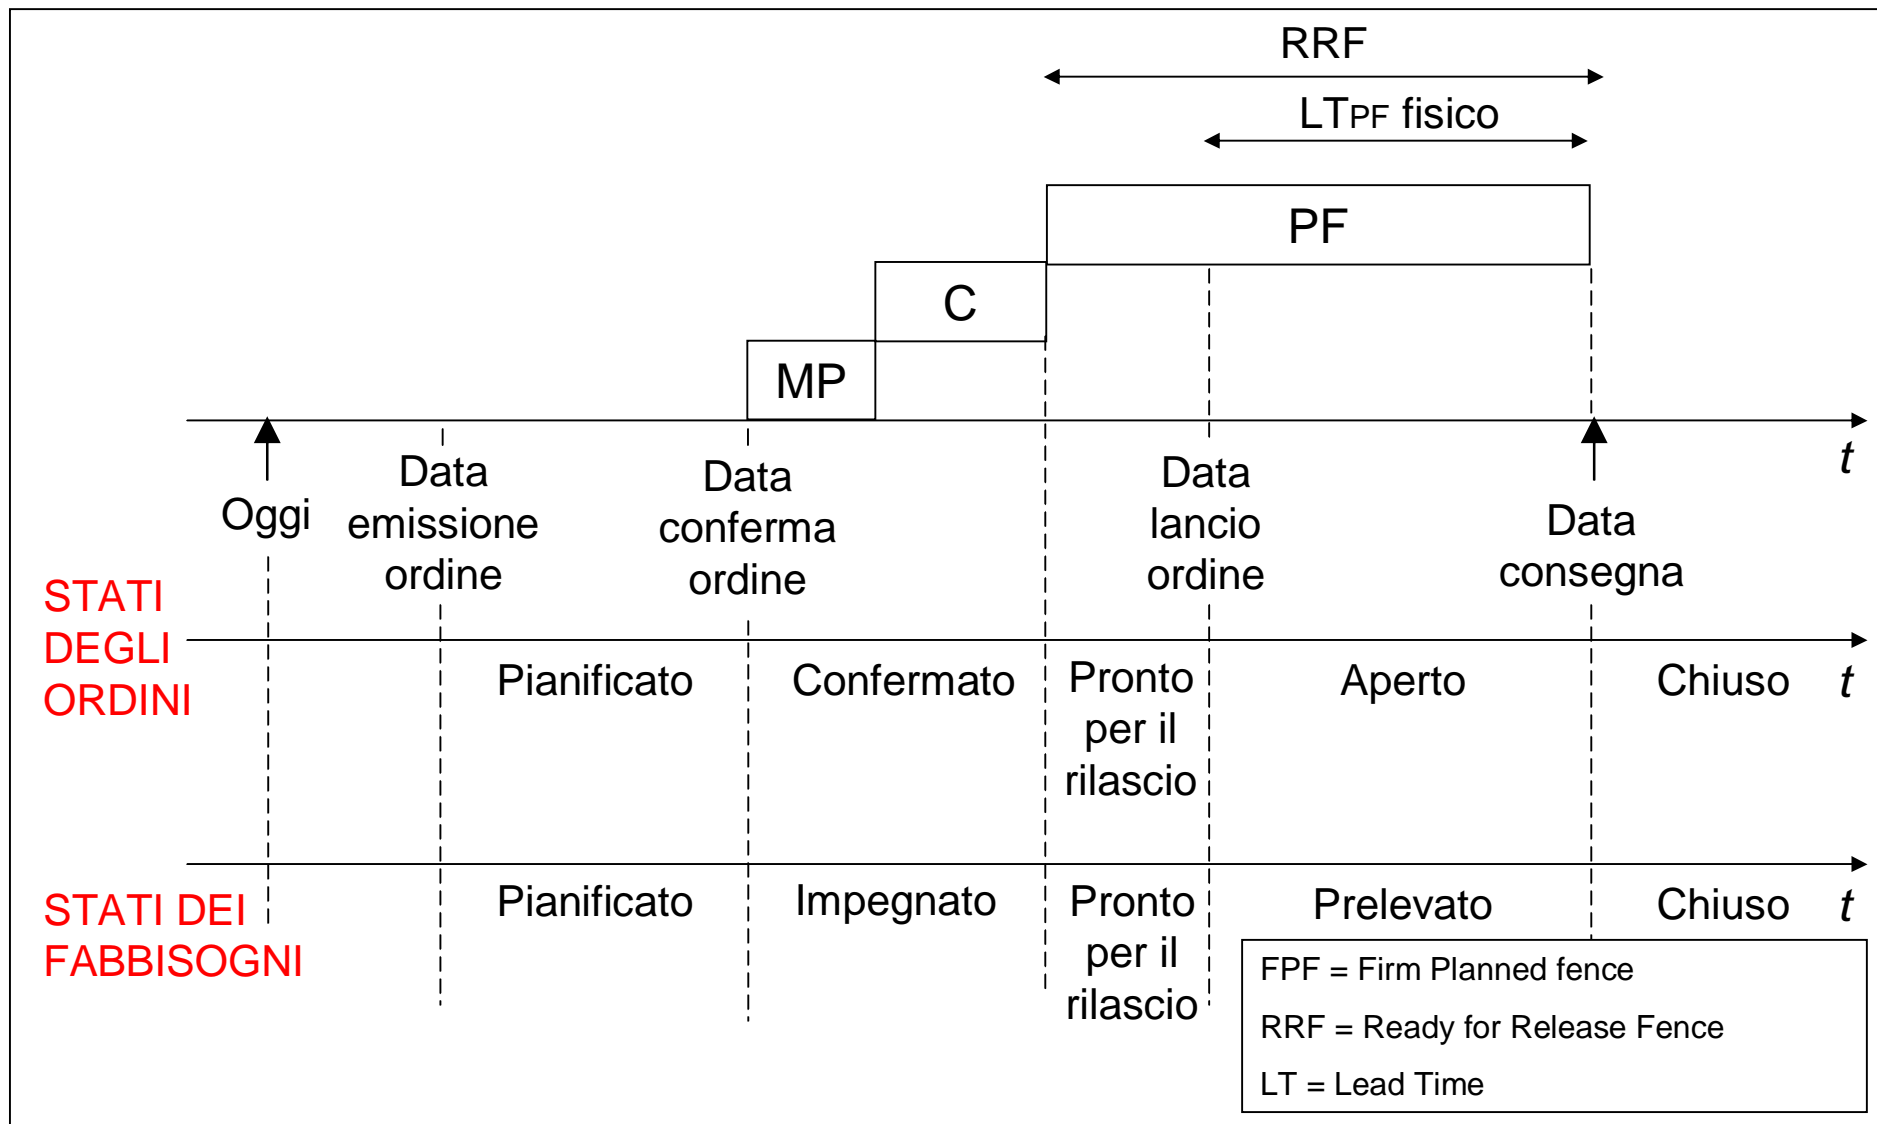 RRF
LTPF fisico
PF
C
MP
t
Oggi
Data
emissione
ordine
Data
conferma
ordine
Data
lancio
ordine
Data
consegna
STATI
DEGLI
ORDINI
Pianificato
Confermato
Pronto
per il
rilascio
Aperto
Chiuso
t
STATI DEI
FABBISOGNI
Pianificato
Impegnato
Pronto
per il
rilascio
Prelevato
Chiuso
t
FPF = Firm Planned fence
RRF = Ready for Release Fence
LT = Lead Time